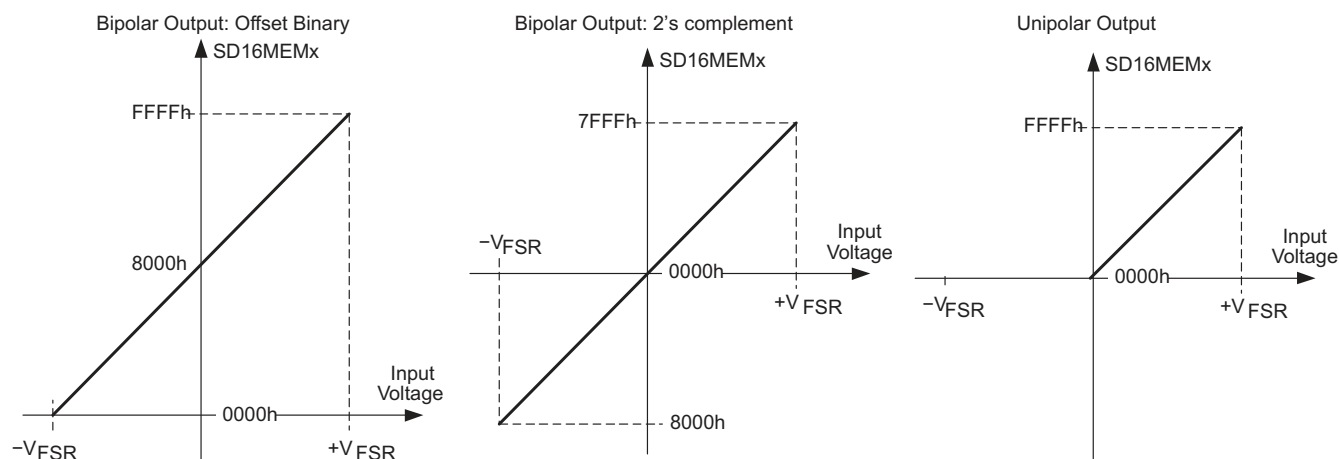 Bipolar Output: Offset Binary
SD16MEMx
FFFFh
8000h
Input
Voltage
0000h
−VFSR
+VFSR
Bipolar Output: 2's complement
SD16MEMx
7FFFh
−VFSR
Input
Voltage
0000h
+VFSR
8000h
Unipolar Output
SD16MEMx
FFFFh
Input
Voltage
0000h
−VFSR
+VFSR